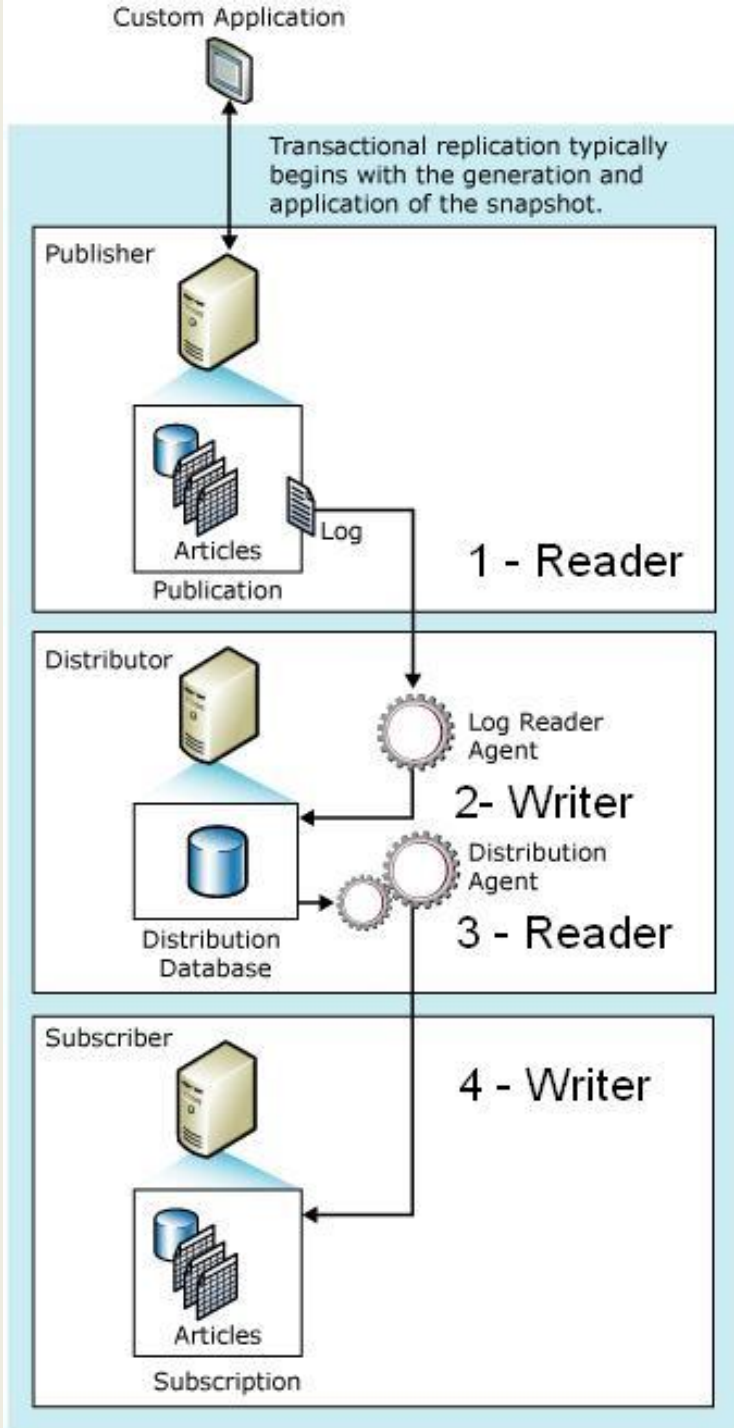 Custom Application
Transactional replication typically
begins with the generation and
application of the snapshot.
Publisher
Log
Articles
1 - Reader
Publication
Distributor
Log Reader
Agent
2- Writer
Distribution
Agent
3 - Reader
Distribution
Database
Subscriber
4 - Writer
Articles
Subscription